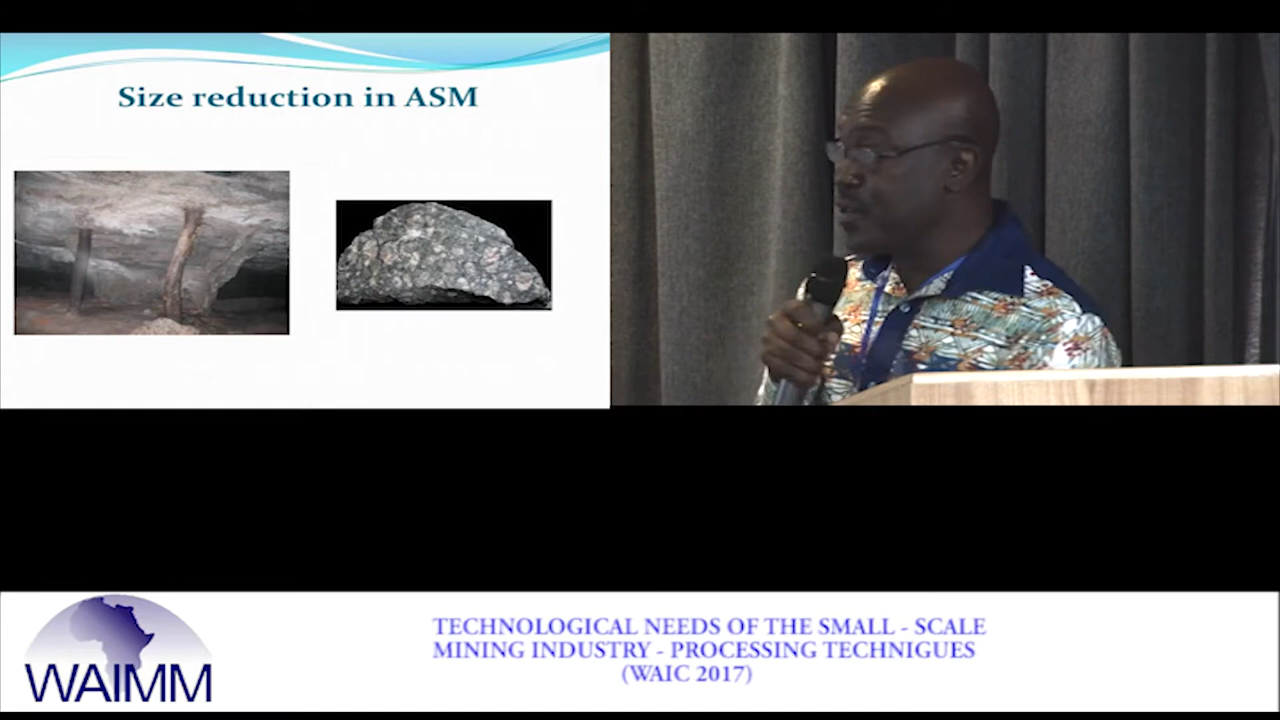 Size reduction in ASM
TECHNOLOGICAL NEEDS OF THE SMALL - SCALE
MINING INDUSTRY - PROCESSING TECHNIGUES
(WAIC 2017)
WAIMM